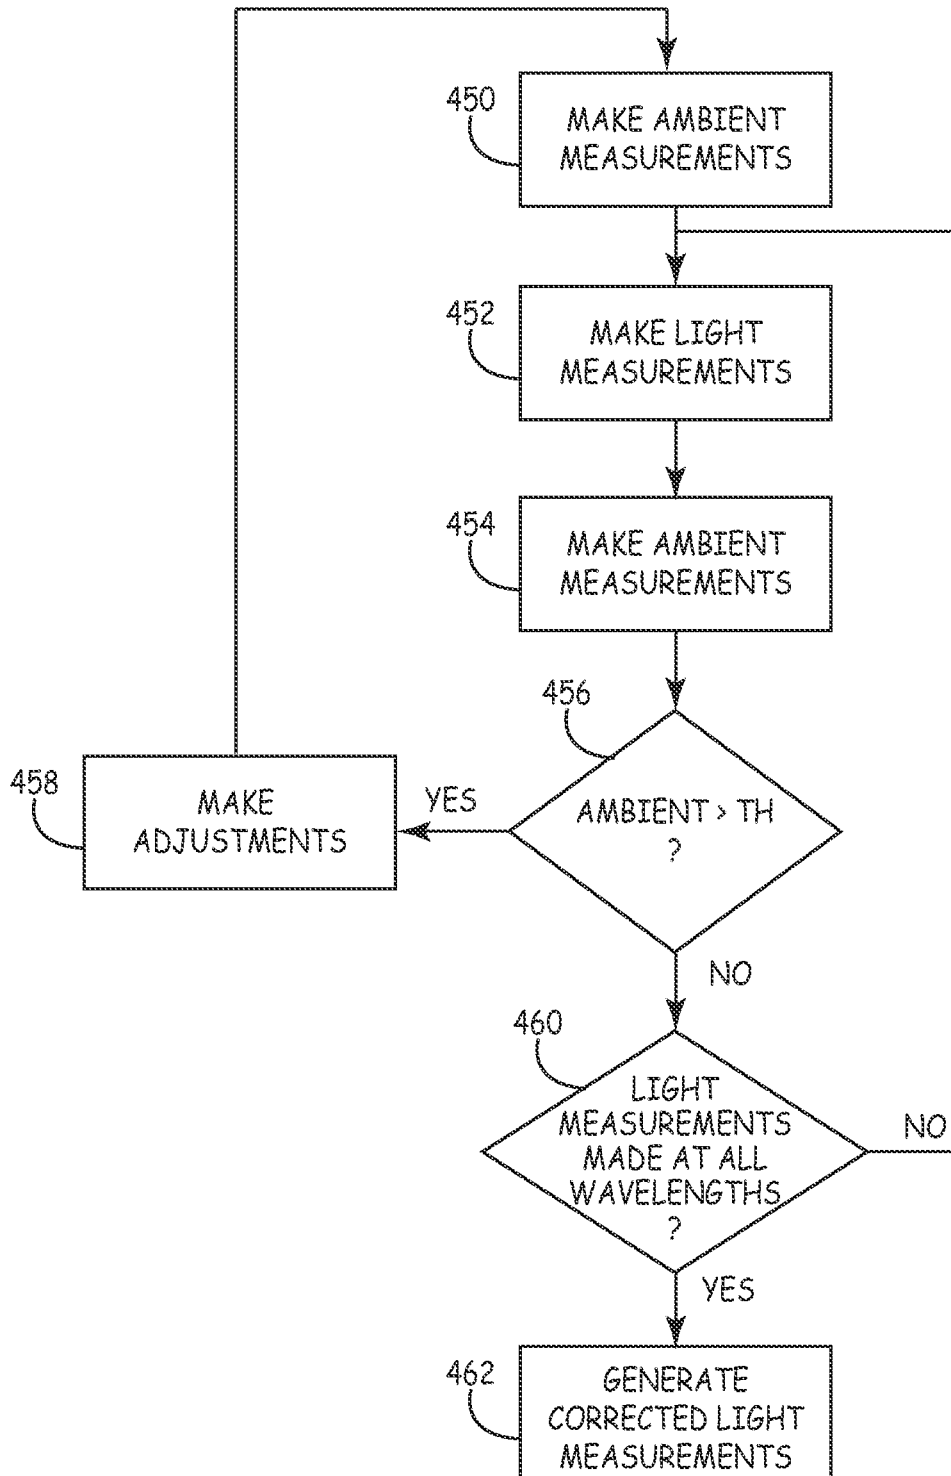 450
MAKE AMBIENT
MEASUREMENTS
452
MAKE LIGHT
MEASUREMENTS
454
MAKE AMBIENT
MEASUREMENTS
456
AMBIENT > TH
?
YES
458
MAKE
ADJUSTMENTS
NO
460
LIGHT
MEASUREMENTS
MADE AT ALL
WAVELENGTHS
?
NO
YES
462
GENERATE
CORRECTED LIGHT
MEASUREMENTS